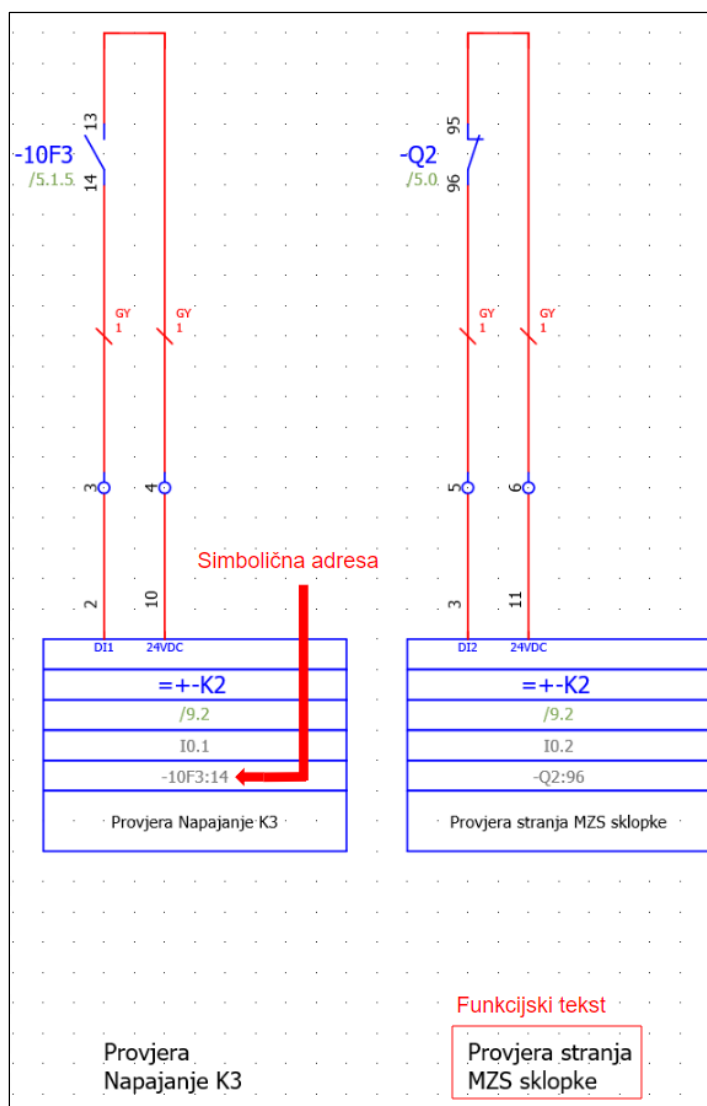 13
95
-10F3
-Q2
/5.1.5
14
/5.0
96
GY
1
GY
1
GY
1
GY
1
3
4
5
6
Simbolična adresa
2
10
3
11
DI1
24VDC
DI2
24VDC
=+-K2
=+-K2
/9.2
/9.2
I0.1
I0.2
-10F3:14
-Q2:96
Provjera Napajanje K3
Provjera stranja MZS sklopke
Funkcijski tekst
Provjera
Napajanje K3
Provjera stranja
MZS sklopke